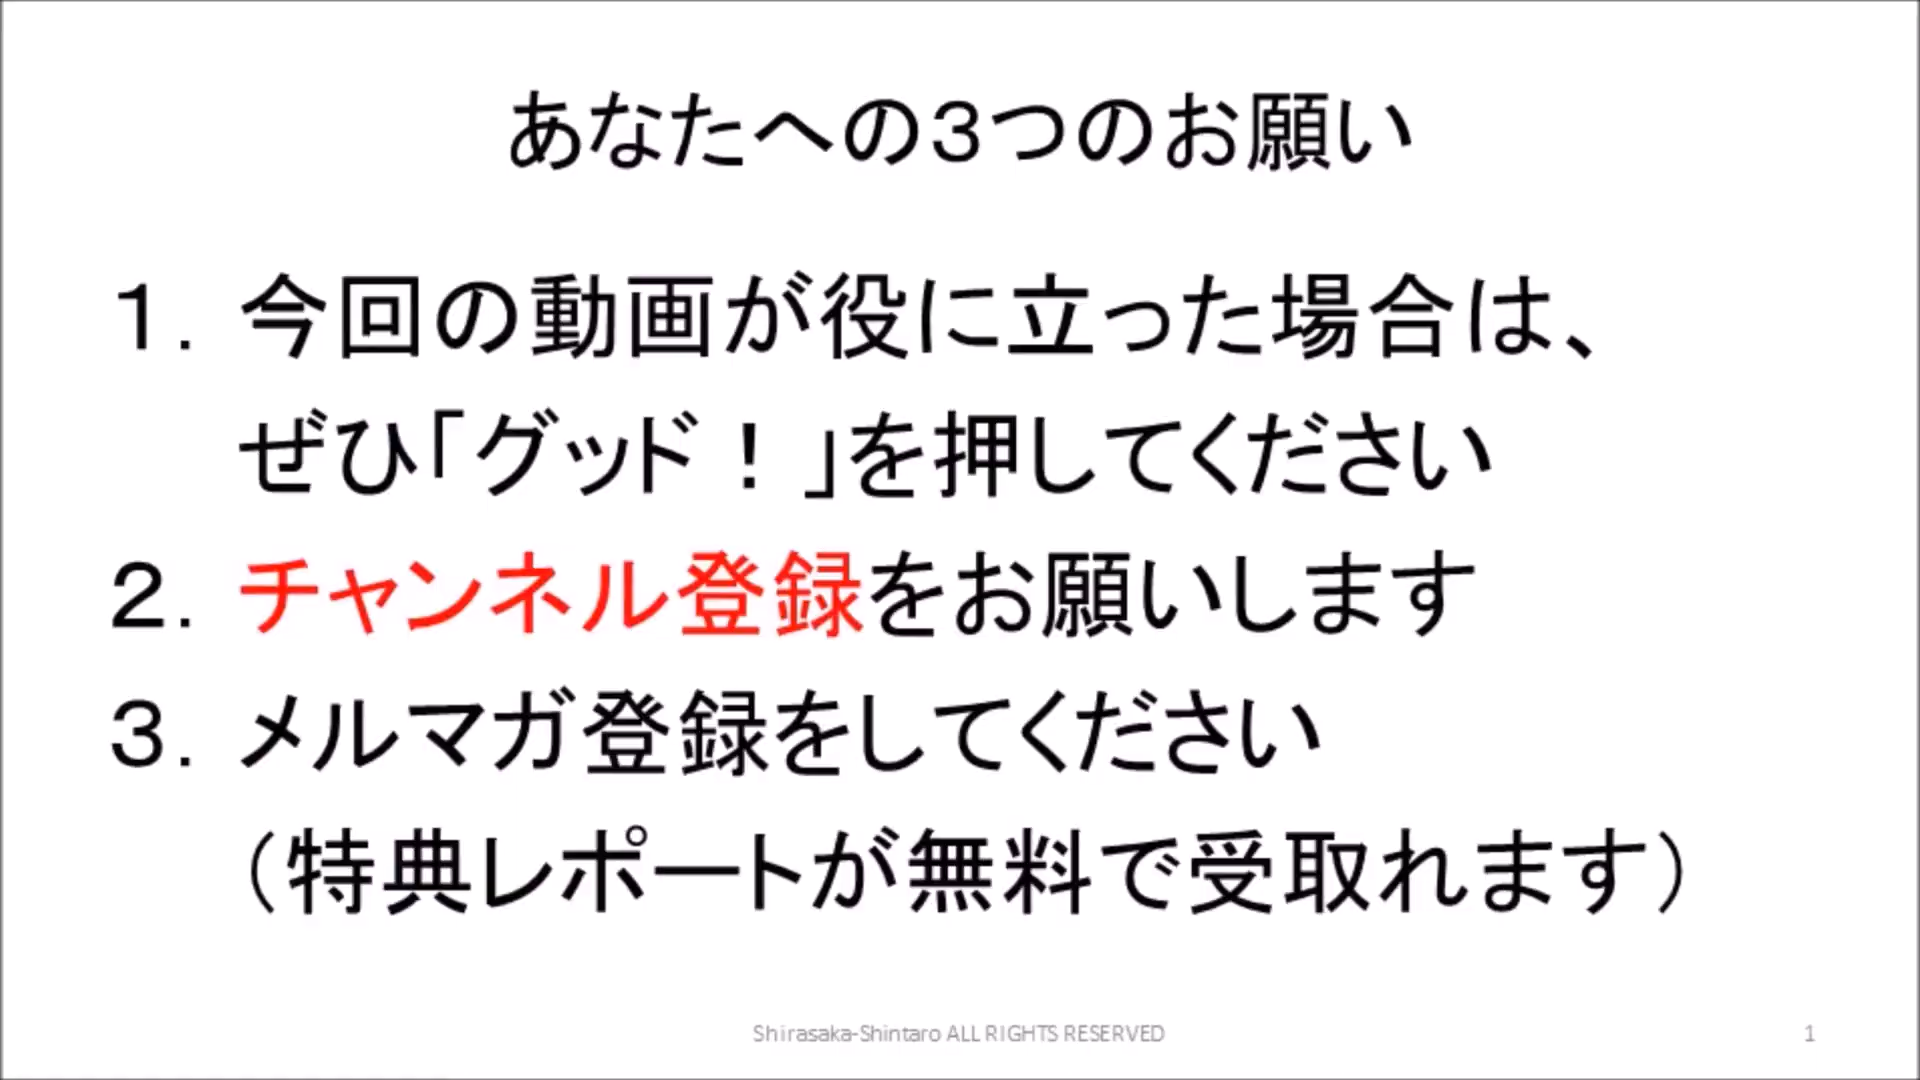 あなたへの３つのお願い
１．今回の動画が役に立った場合は、
ぜひ「グッド！」を押してください
２．チャンネル登録をお願いします
３．メルマガ登録をしてください
（特典レポートが無料で受取れます）
Shirasaka-Shintaro ALL RIGHTS RESERVED
1